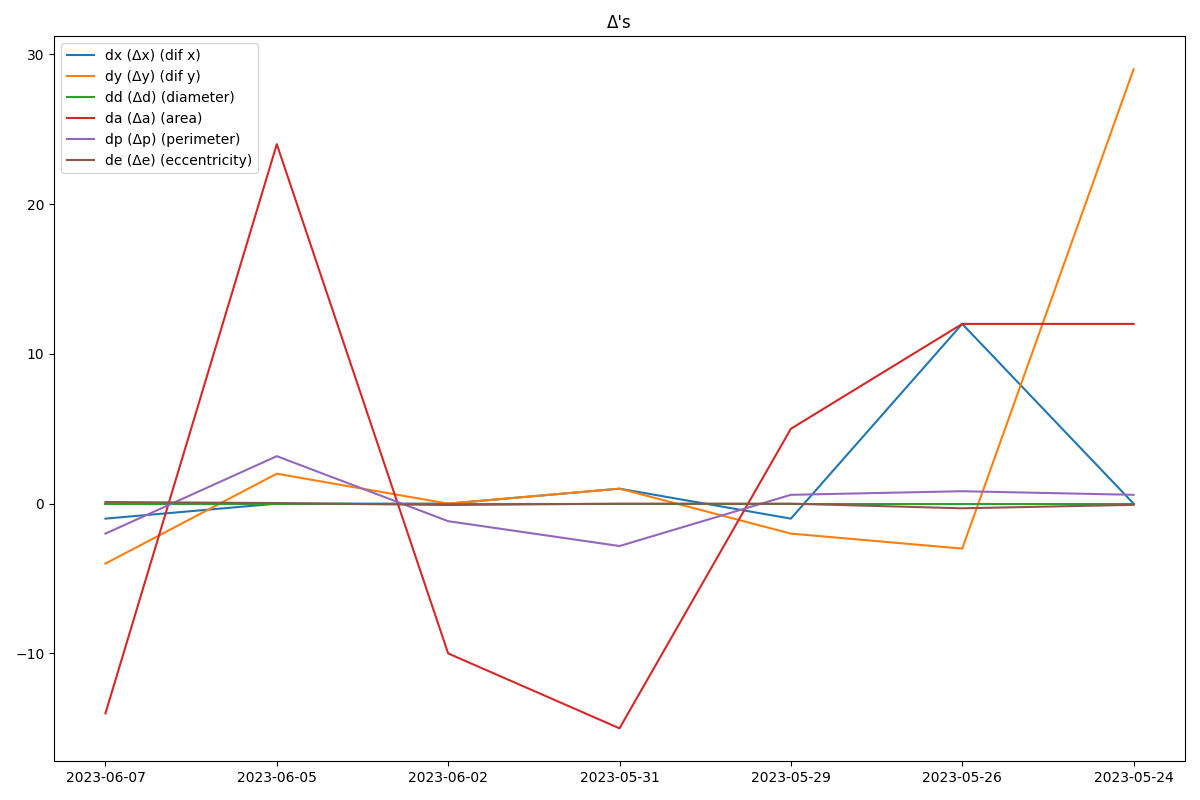 Δ's
dx (Δx) (dif x)
dy (Δy) (dif y)
dd (Δd) (diameter)
da (Δa) (area)
dp (Δp) (perimeter)
de (Δe) (eccentricity)
30
20
10
0
−10
2023-06-07 2023-06-05 2023-06-02 2023-05-31 2023-05-29 2023-05-26 2023-05-24